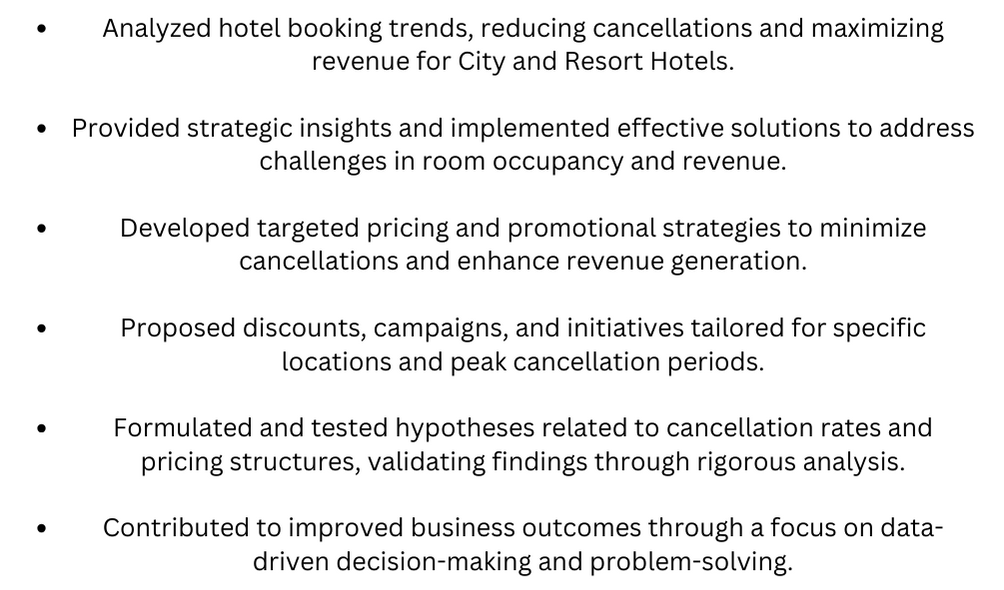 • Analyzed hotel booking trends, reducing cancellations and maximizing
revenue for City and Resort Hotels.
• Provided strategic insights and implemented effective solutions to address
challenges in room occupancy and revenue.
• Developed targeted pricing and promotional strategies to minimize
cancellations and enhance revenue generation.
• Proposed discounts, campaigns, and initiatives tailored for specific
locations and peak cancellation periods.
• Formulated and tested hypotheses related to cancellation rates and
pricing structures, validating findings through rigorous analysis.
• Contributed to improved business outcomes through a focus on data-
driven decision-making and problem-solving.